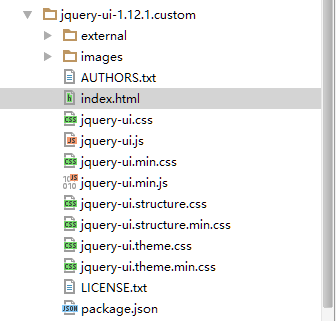 jquery-ui-1.12.1.custom
external
images
AUTHORS.txt
index.html
jquery-ui.css
jquery-ui.js
jquery-ui.min.css
jquery-ui.min.js
jquery-ui.structure.css
jquery-ui.structure.min.css
jquery-ui.theme.css
jquery-ui.theme.min.css
LICENSE.txt
package.json